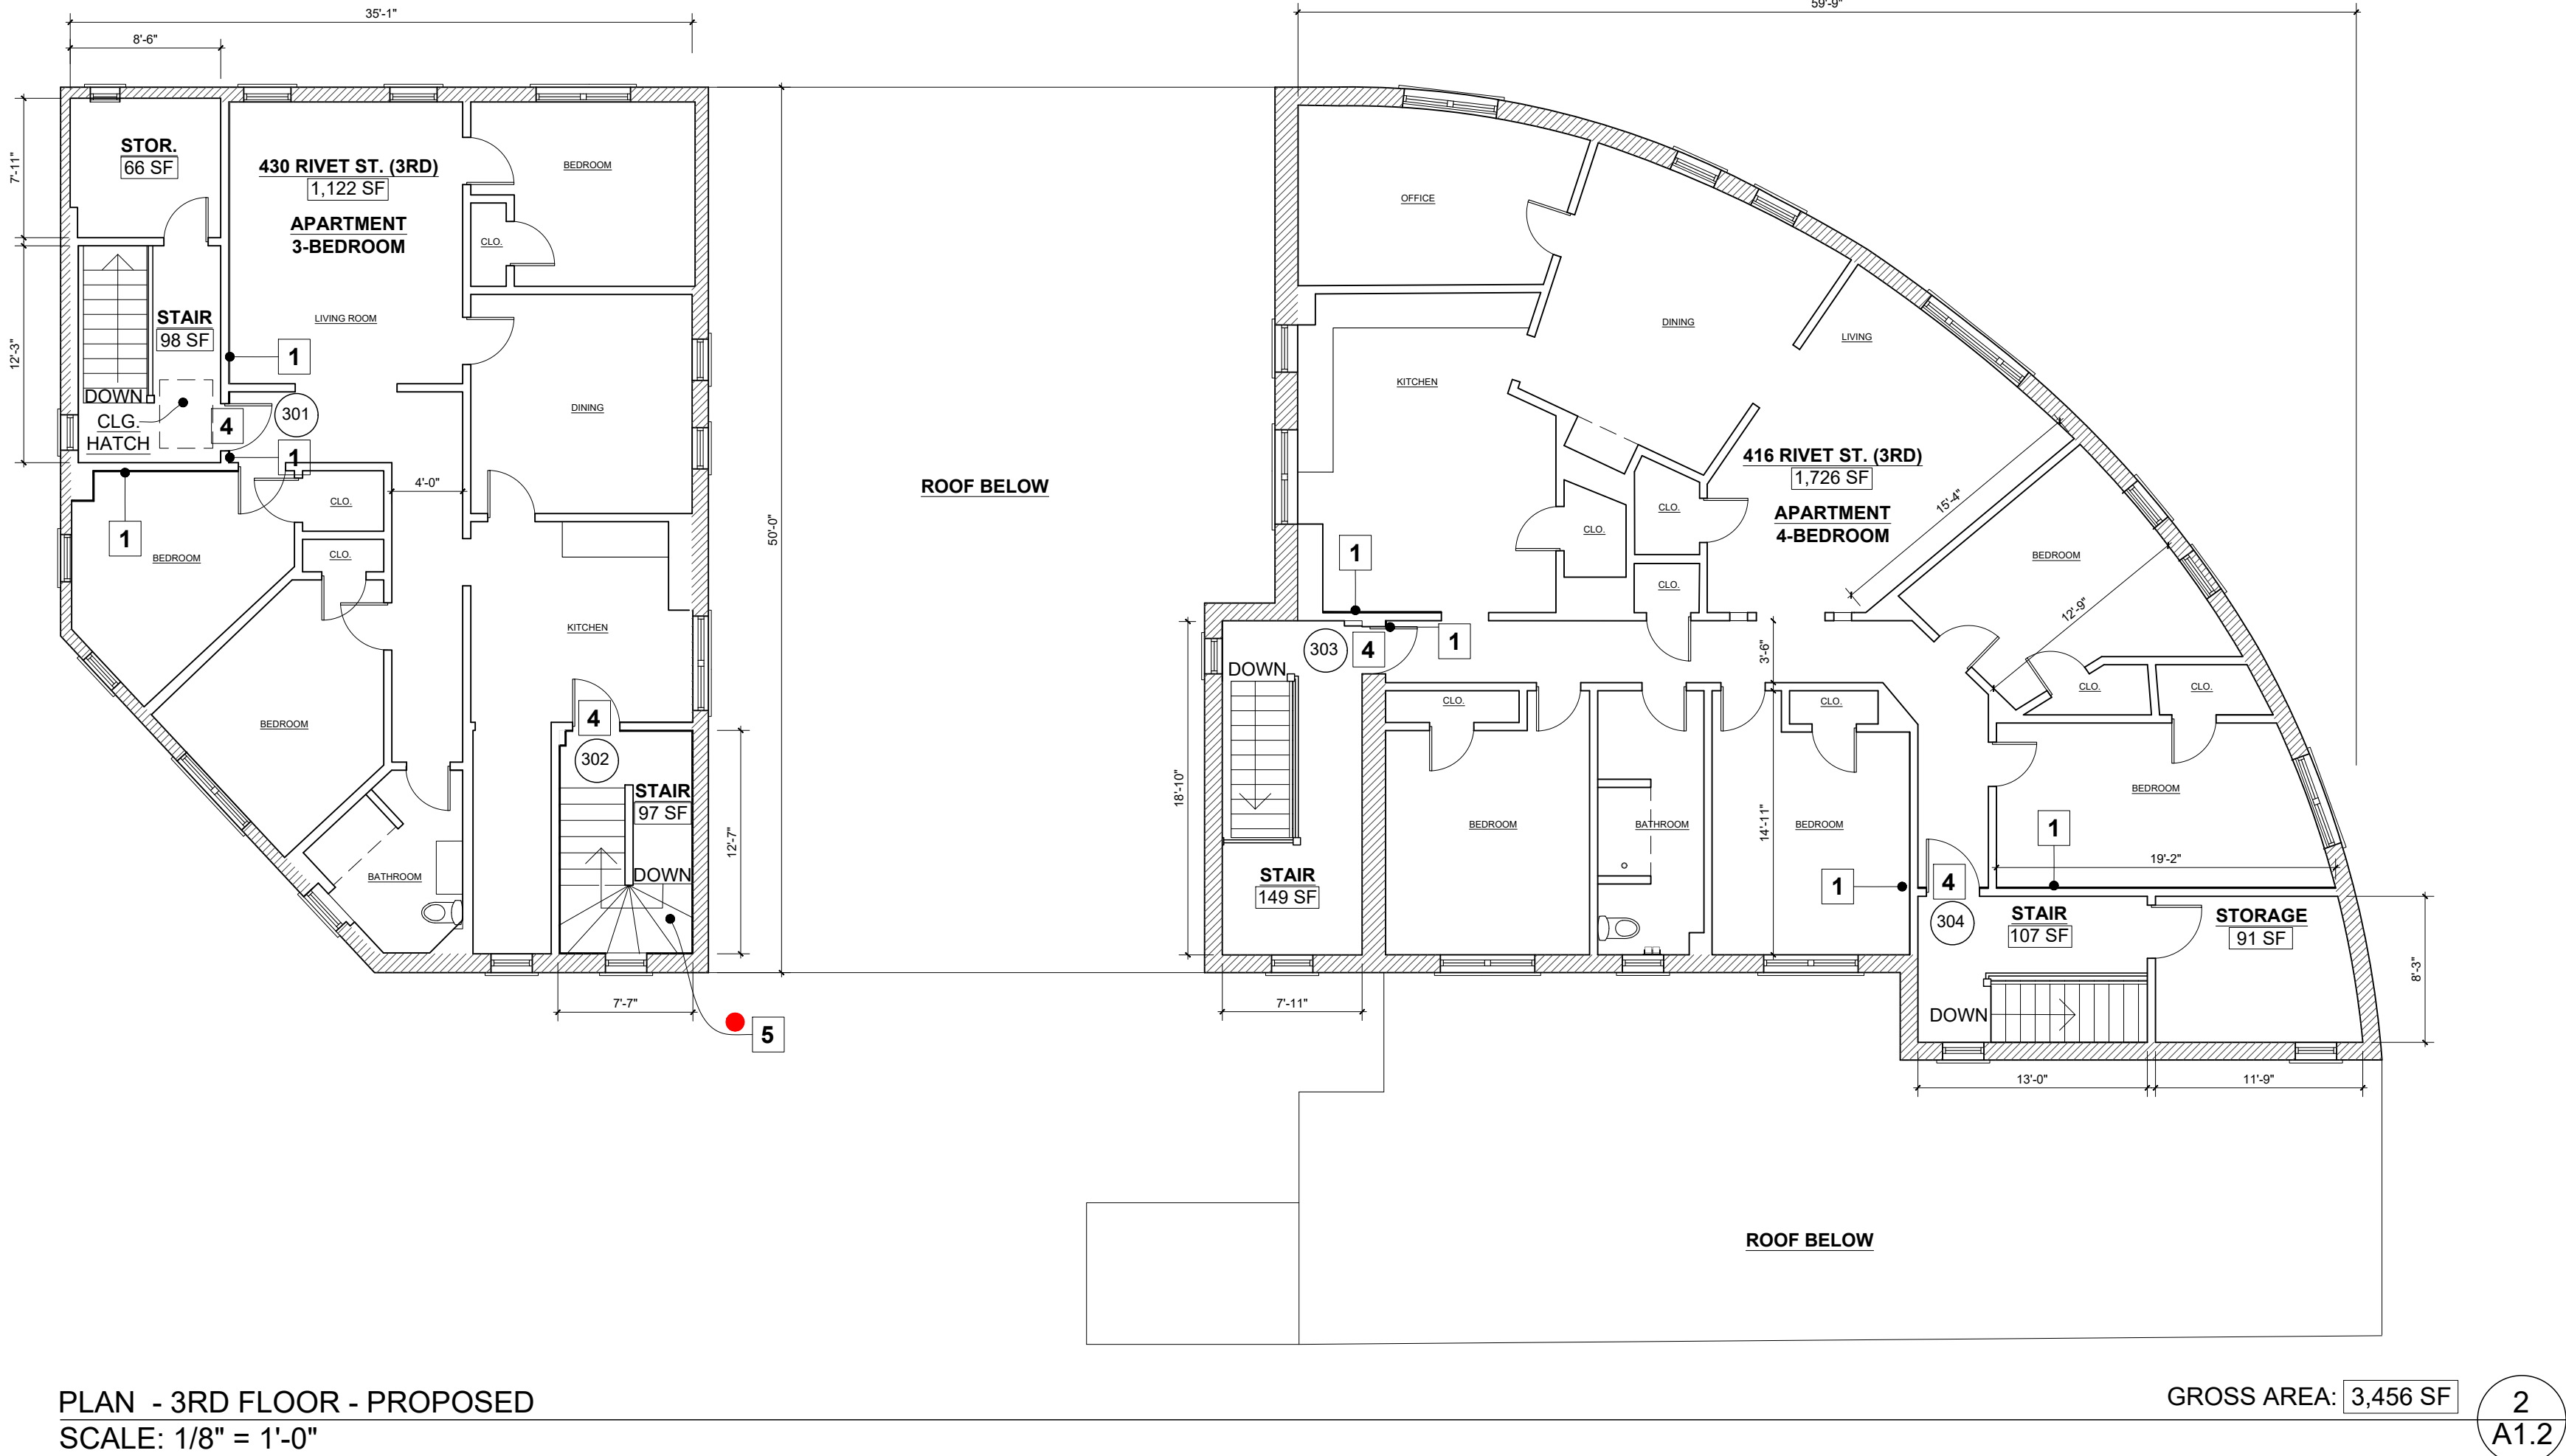 35'-1"
59'-9"
8'-6"
7'-11"
STOR.
66 SF
430 RIVET ST. (3RD)
1,122 SF
APARTMENT
3-BEDROOM
BEDROOM
CLO.
OFFICE
12'-3"
STAIR
98 SF
LIVING ROOM
1
DOWN
CLG.
HATCH
4
301
1
DINING
DINING
LIVING
KITCHEN
416 RIVET ST. (3RD)
1,726 SF
APARTMENT
4-BEDROOM
15'-4"
ROOF BELOW
50'-0"
4'-0"
CLO.
CLO.
1
BEDROOM
CLO.
CLO.
CLO.
1
BEDROOM
12'-9"
KITCHEN
303
4
1
DOWN
3'-6"
CLO.
CLO.
BEDROOM
4
302
STAIR
97 SF
DOWN
12'-7"
BATHROOM
18'-10"
CLO.
CLO.
BEDROOM
BATHROOM
14'-11"
BEDROOM
BEDROOM
1
19'-2"
STAIR
149 SF
1
4
304
STAIR
107 SF
STORAGE
91 SF
8'-3"
DOWN
7'-7"
5
7'-11"
13'-0"
11'-9"
ROOF BELOW
PLAN - 3RD FLOOR - PROPOSED
SCALE: 1/8" = 1'-0"
GROSS AREA: 3,456 SF
2
A1.2